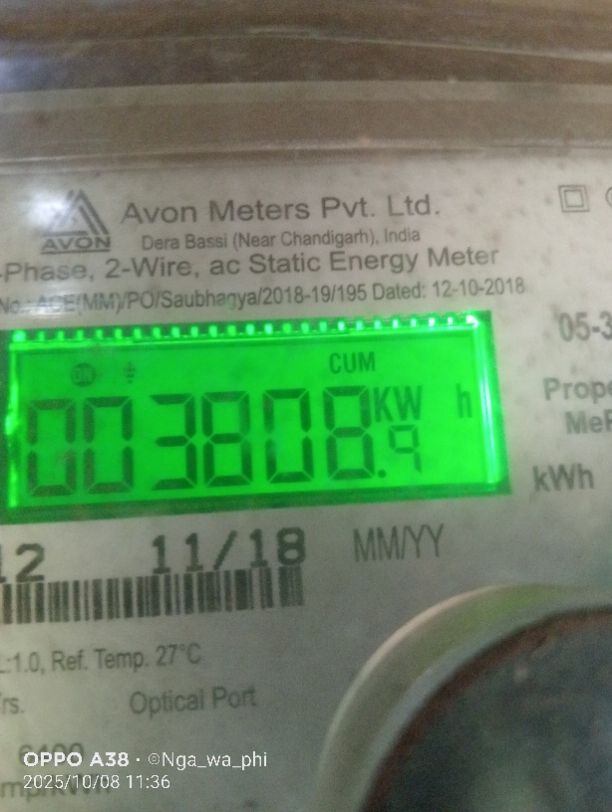 Avon Meters Pvt. Ltd.
AVON
Dera Bassi (Near Chandigarh), India
-Phase, 2-Wire, ac Static Energy Meter
No.: ACE(MM)/PO/Saubhagya/2018-19/195 Dated: 12-10-2018
05-3
ON CUM
003808.9 KW h
Prope
MeP
kWh
12 11/18 MM/YY
L:1.0, Ref. Temp. 27°C
rs. Optical Port
6400
OPPO A38 · ©Nga_wa_phi
2025/10/08 11:36